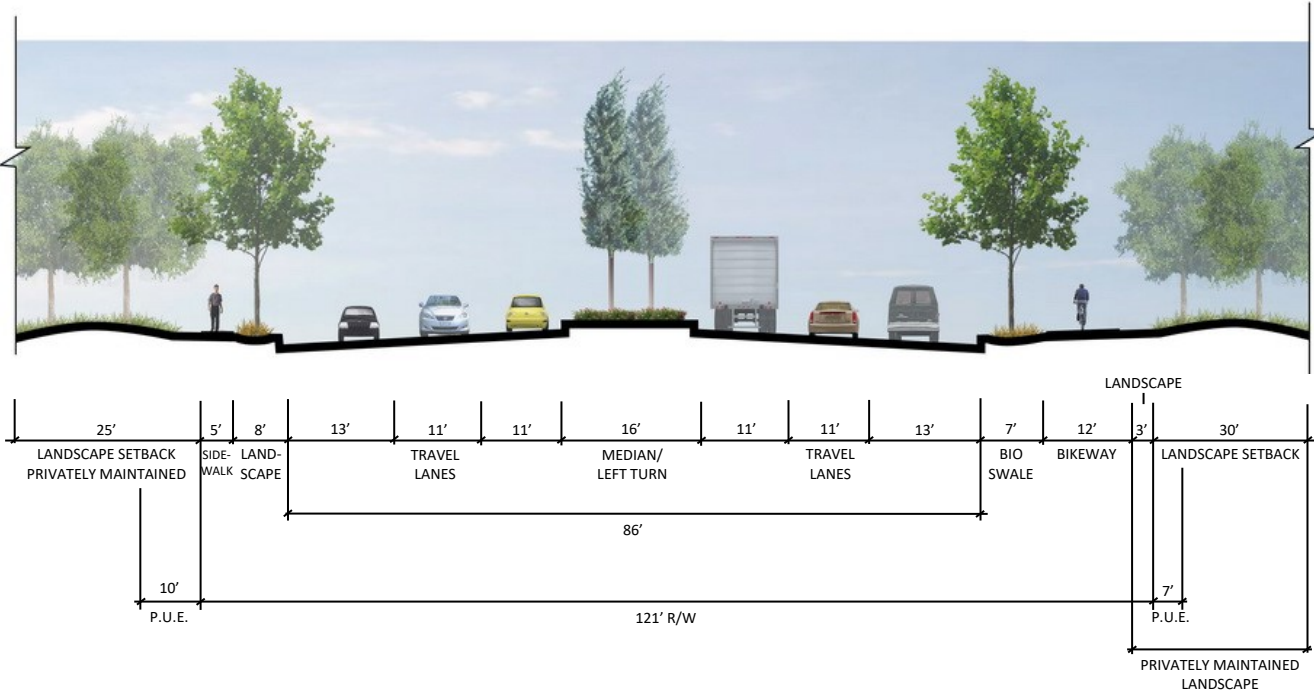 LANDSCAPE
25’ 5’ 8’ 13’ 11’ 11’ 16’ 11’ 11’ 13’ 7’ 12’ 3’ 30’
LANDSCAPE SETBACK
PRIVATELY MAINTAINED
SIDE-
WALK
LAND-
SCAPE
TRAVEL
LANES
MEDIAN/
LEFT TURN
TRAVEL
LANES
BIO
SWALE
BIKEWAY
LANDSCAPE SETBACK
86’
10’
P.U.E.
121’ R/W
7’
P.U.E.
PRIVATELY MAINTAINED
LANDSCAPE